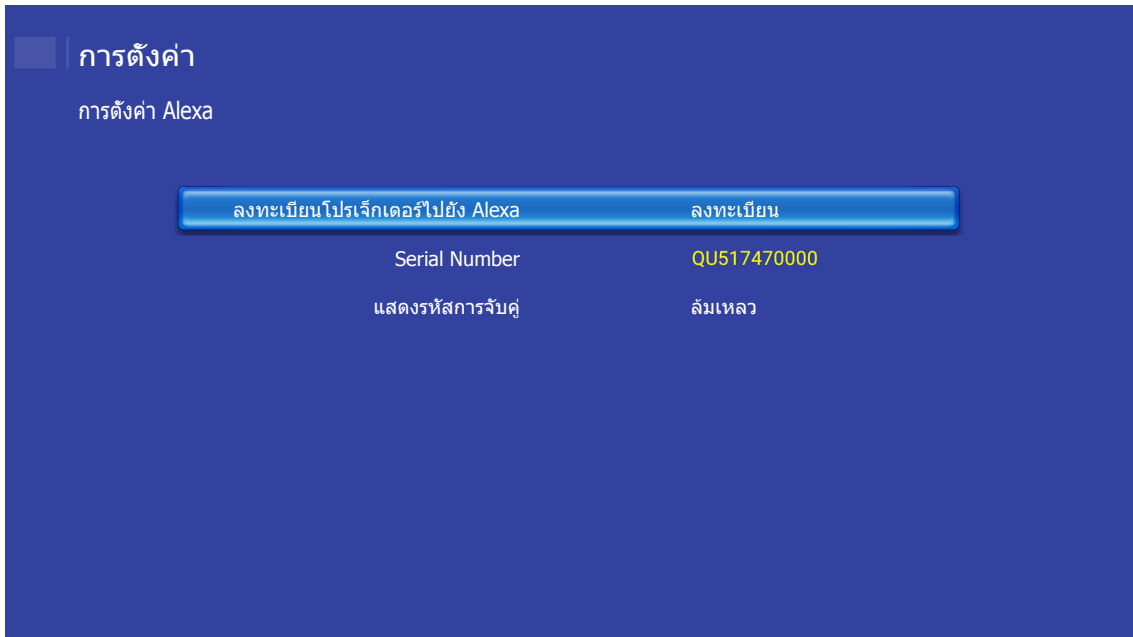 การตั้งค่า
การตั้งค่า Alexa
ลงทะเบียนโปรเจ็กเตอร์ไปยัง Alexa ลงทะเบียน
Serial Number QU517470000
แสดงรหัสการจับคู่ ล้มเหลว